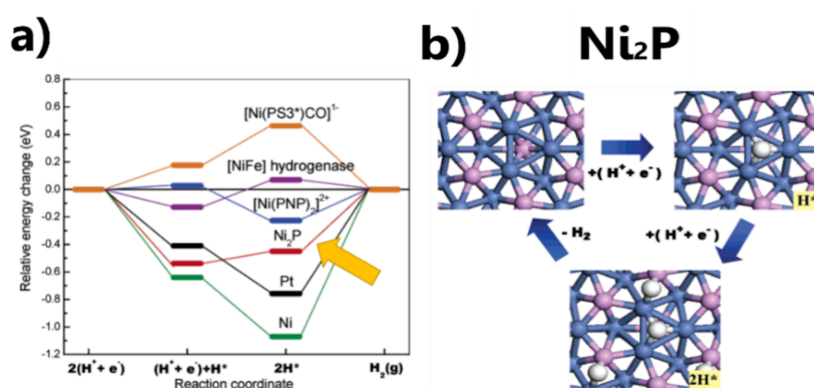 a)
b)
Ni₂P
Relative energy change (eV)
0.8
0.6
0.4
0.2
0.0
-0.2
-0.4
-0.6
-0.8
-1.0
-1.2
[Ni(PS3*)CO]¹⁻
[NiFe] hydrogenase
[Ni(PNP)₂]²⁺
Ni₂P
Pt
Ni
2(H⁺+ e⁻)
(H⁺+ e⁻)+H*
2H*
H₂(g)
Reaction coordinate
+( H⁺+ e⁻)
H*
- H₂
+( H⁺+ e⁻)
2H*